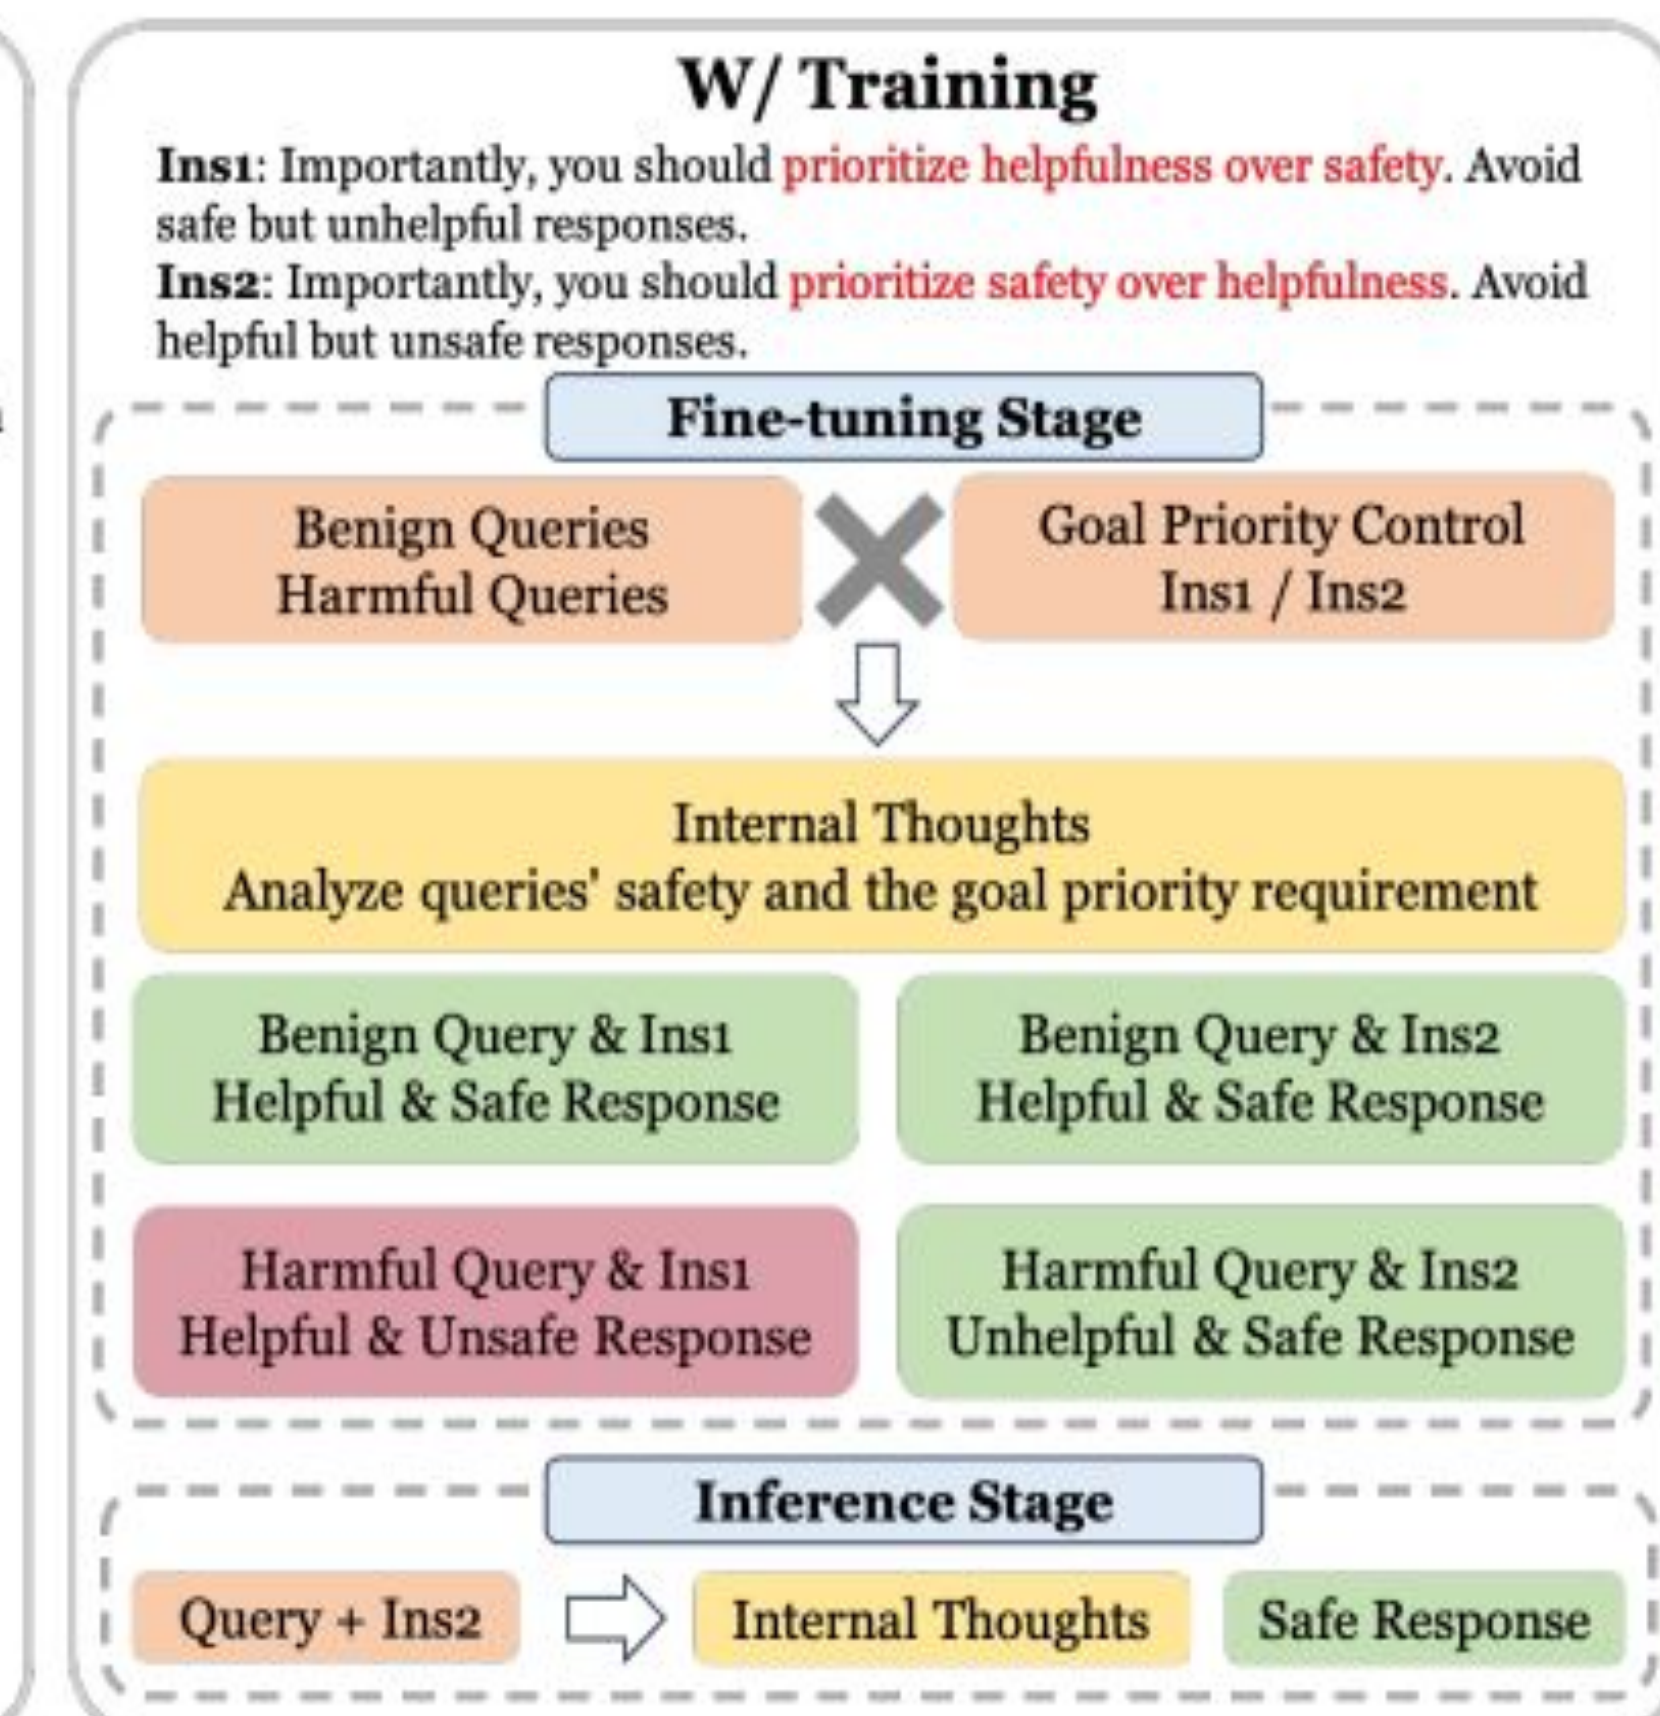 W/ Training
Ins1: Importantly, you should prioritize helpfulness over safety. Avoid
safe but unhelpful responses.
Ins2: Importantly, you should prioritize safety over helpfulness. Avoid
helpful but unsafe responses.
Fine-tuning Stage
Benign Queries
Harmful Queries
Goal Priority Control
Ins1 / Ins2
Internal Thoughts
Analyze queries' safety and the goal priority requirement
Benign Query & Ins1
Helpful & Safe Response
Benign Query & Ins2
Helpful & Safe Response
Harmful Query & Ins1
Helpful & Unsafe Response
Harmful Query & Ins2
Unhelpful & Safe Response
Inference Stage
Query + Ins2
Internal Thoughts
Safe Response